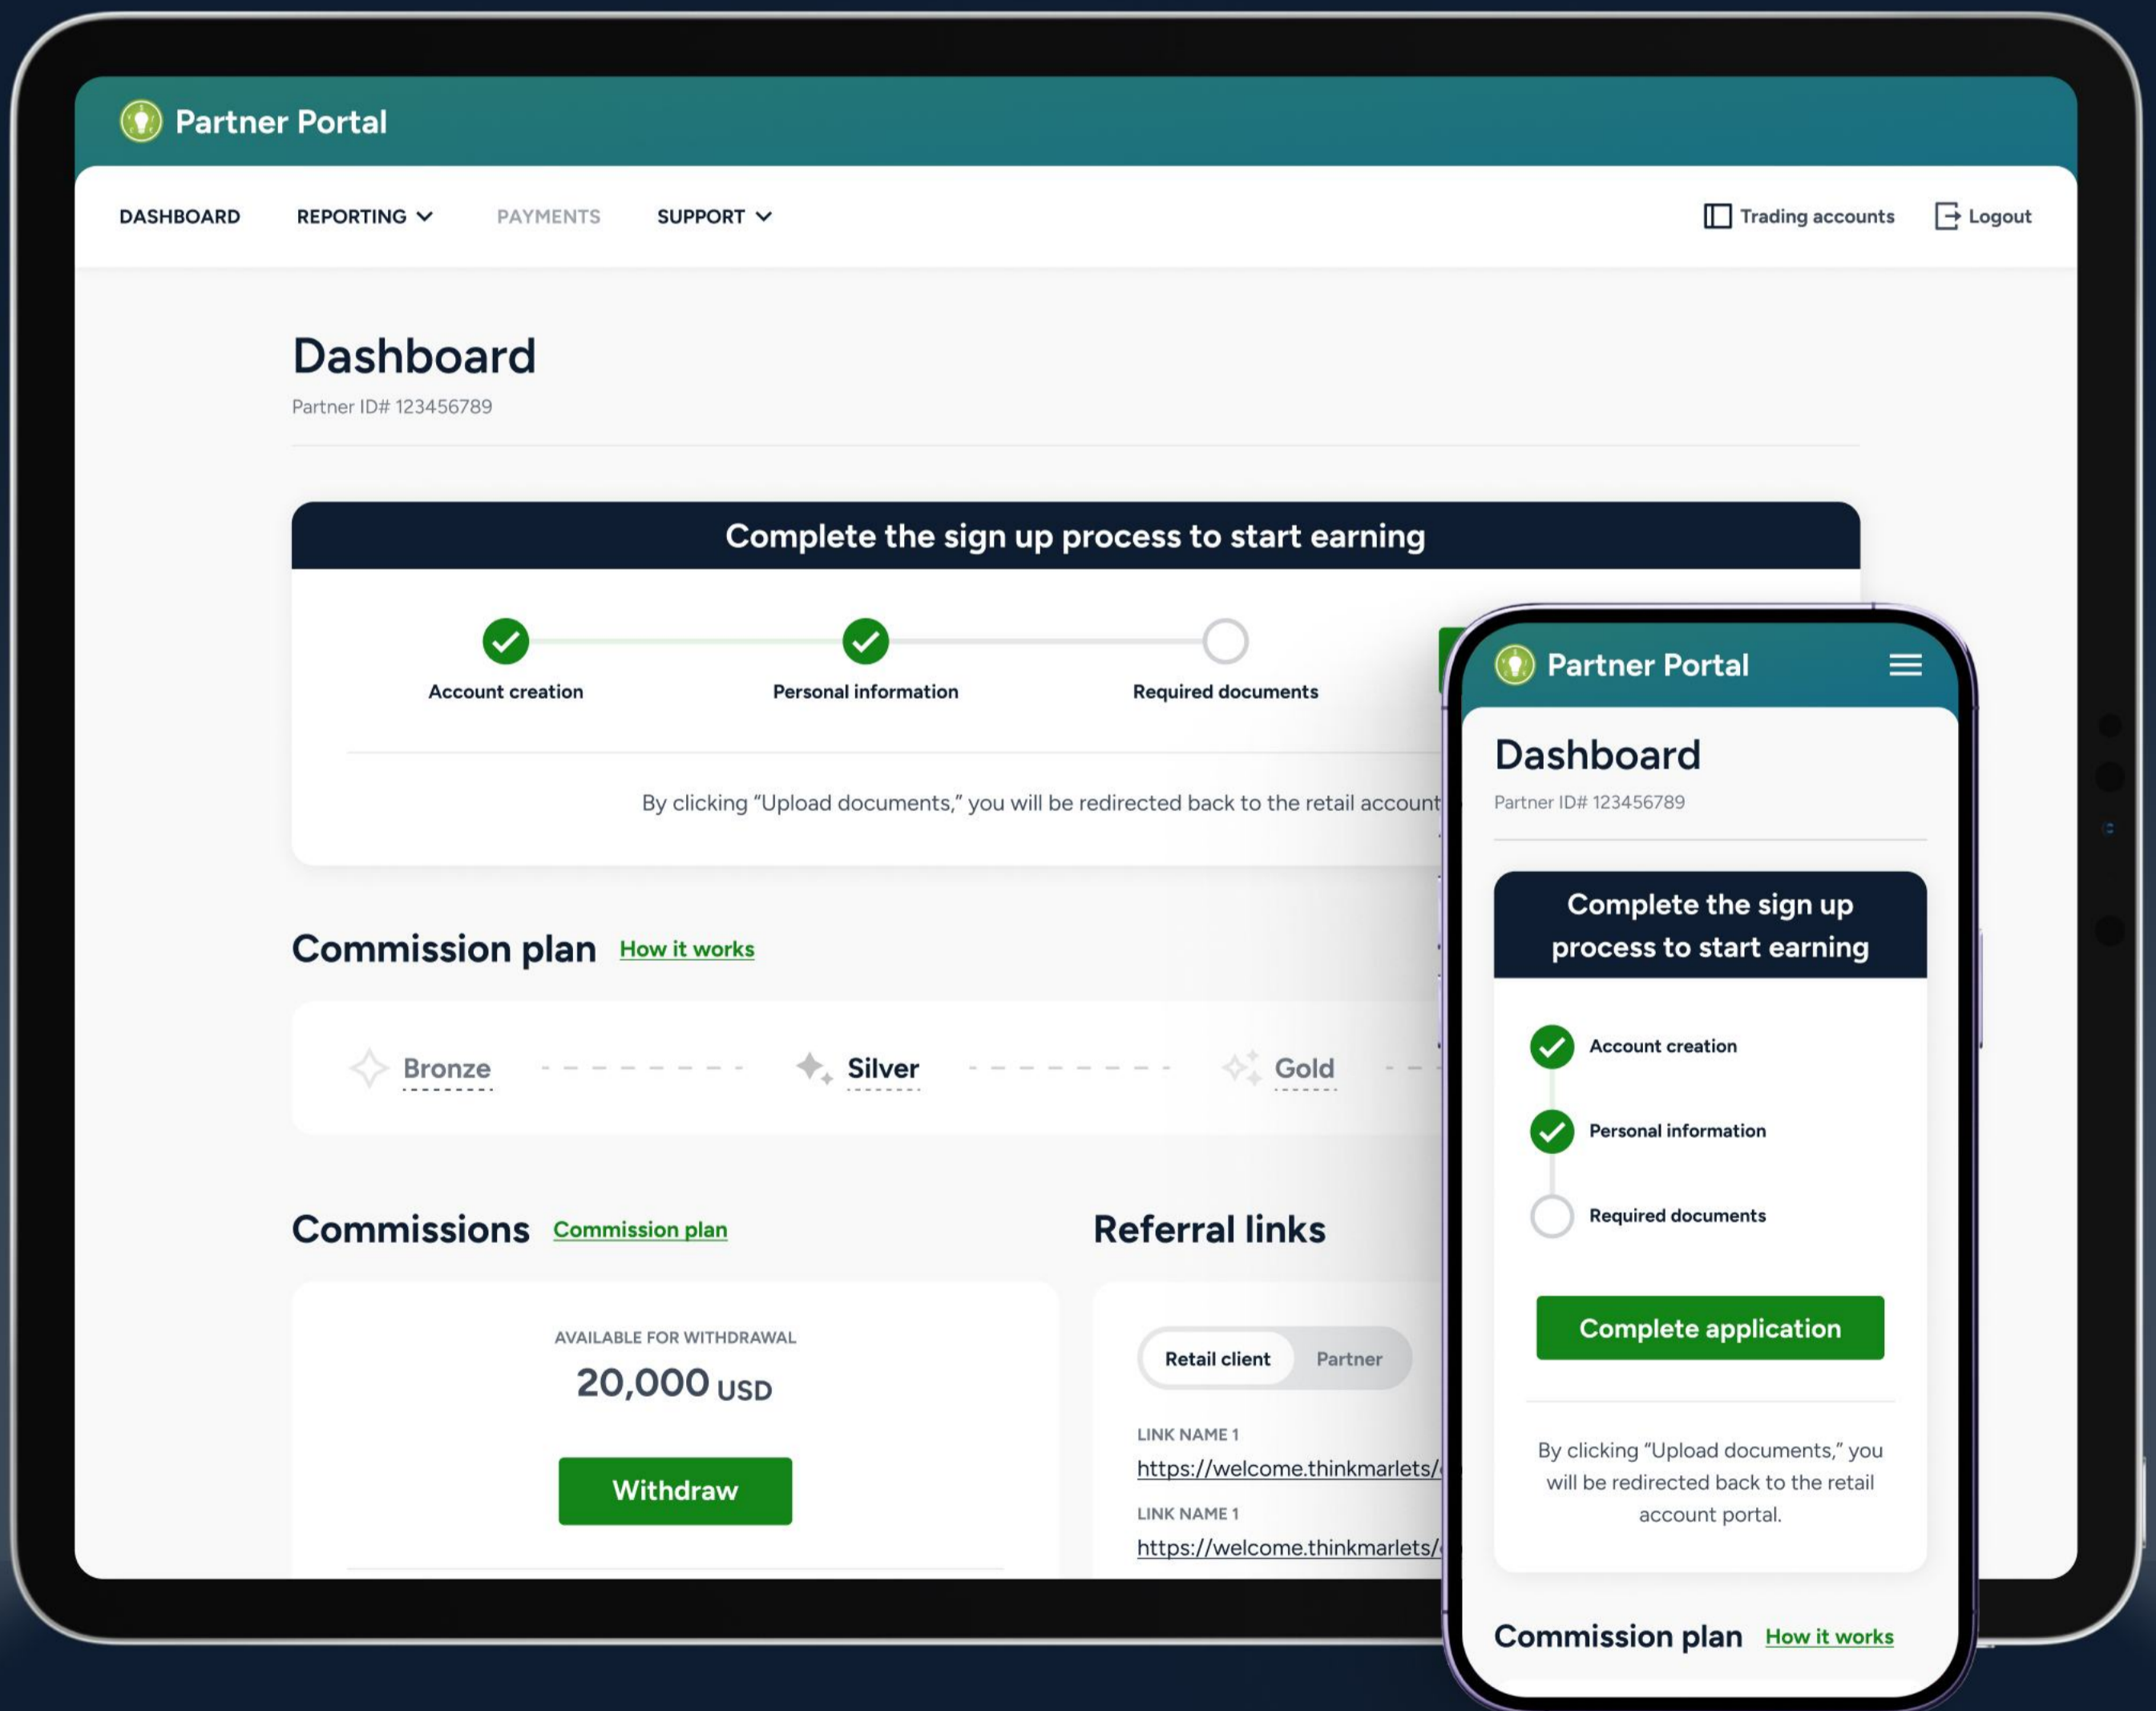 Partner Portal
DASHBOARD REPORTING PAYMENTS SUPPORT Trading accounts Logout
Dashboard
Partner ID# 123456789
Complete the sign up process to start earning
Account creation Personal information Required documents
By clicking “Upload documents,” you will be redirected back to the retail account
Commission plan How it works
Bronze Silver Gold
Commissions Commission plan
AVAILABLE FOR WITHDRAWAL
20,000 USD
Withdraw
Referral links
Retail client Partner
LINK NAME 1
https://welcome.thinkmarlets/
LINK NAME 1
https://welcome.thinkmarlets/
Partner Portal
Dashboard
Partner ID# 123456789
Complete the sign up
process to start earning
Account creation
Personal information
Required documents
Complete application
By clicking “Upload documents,” you
will be redirected back to the retail
account portal.
Commission plan How it works